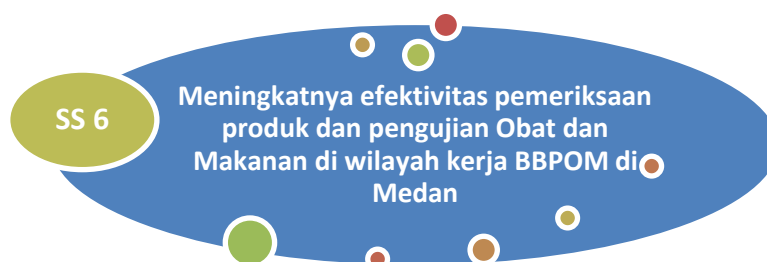 SS 6
Meningkatnya efektivitas pemeriksaan
produk dan pengujian Obat dan
Makanan di wilayah kerja BBPOM di
Medan